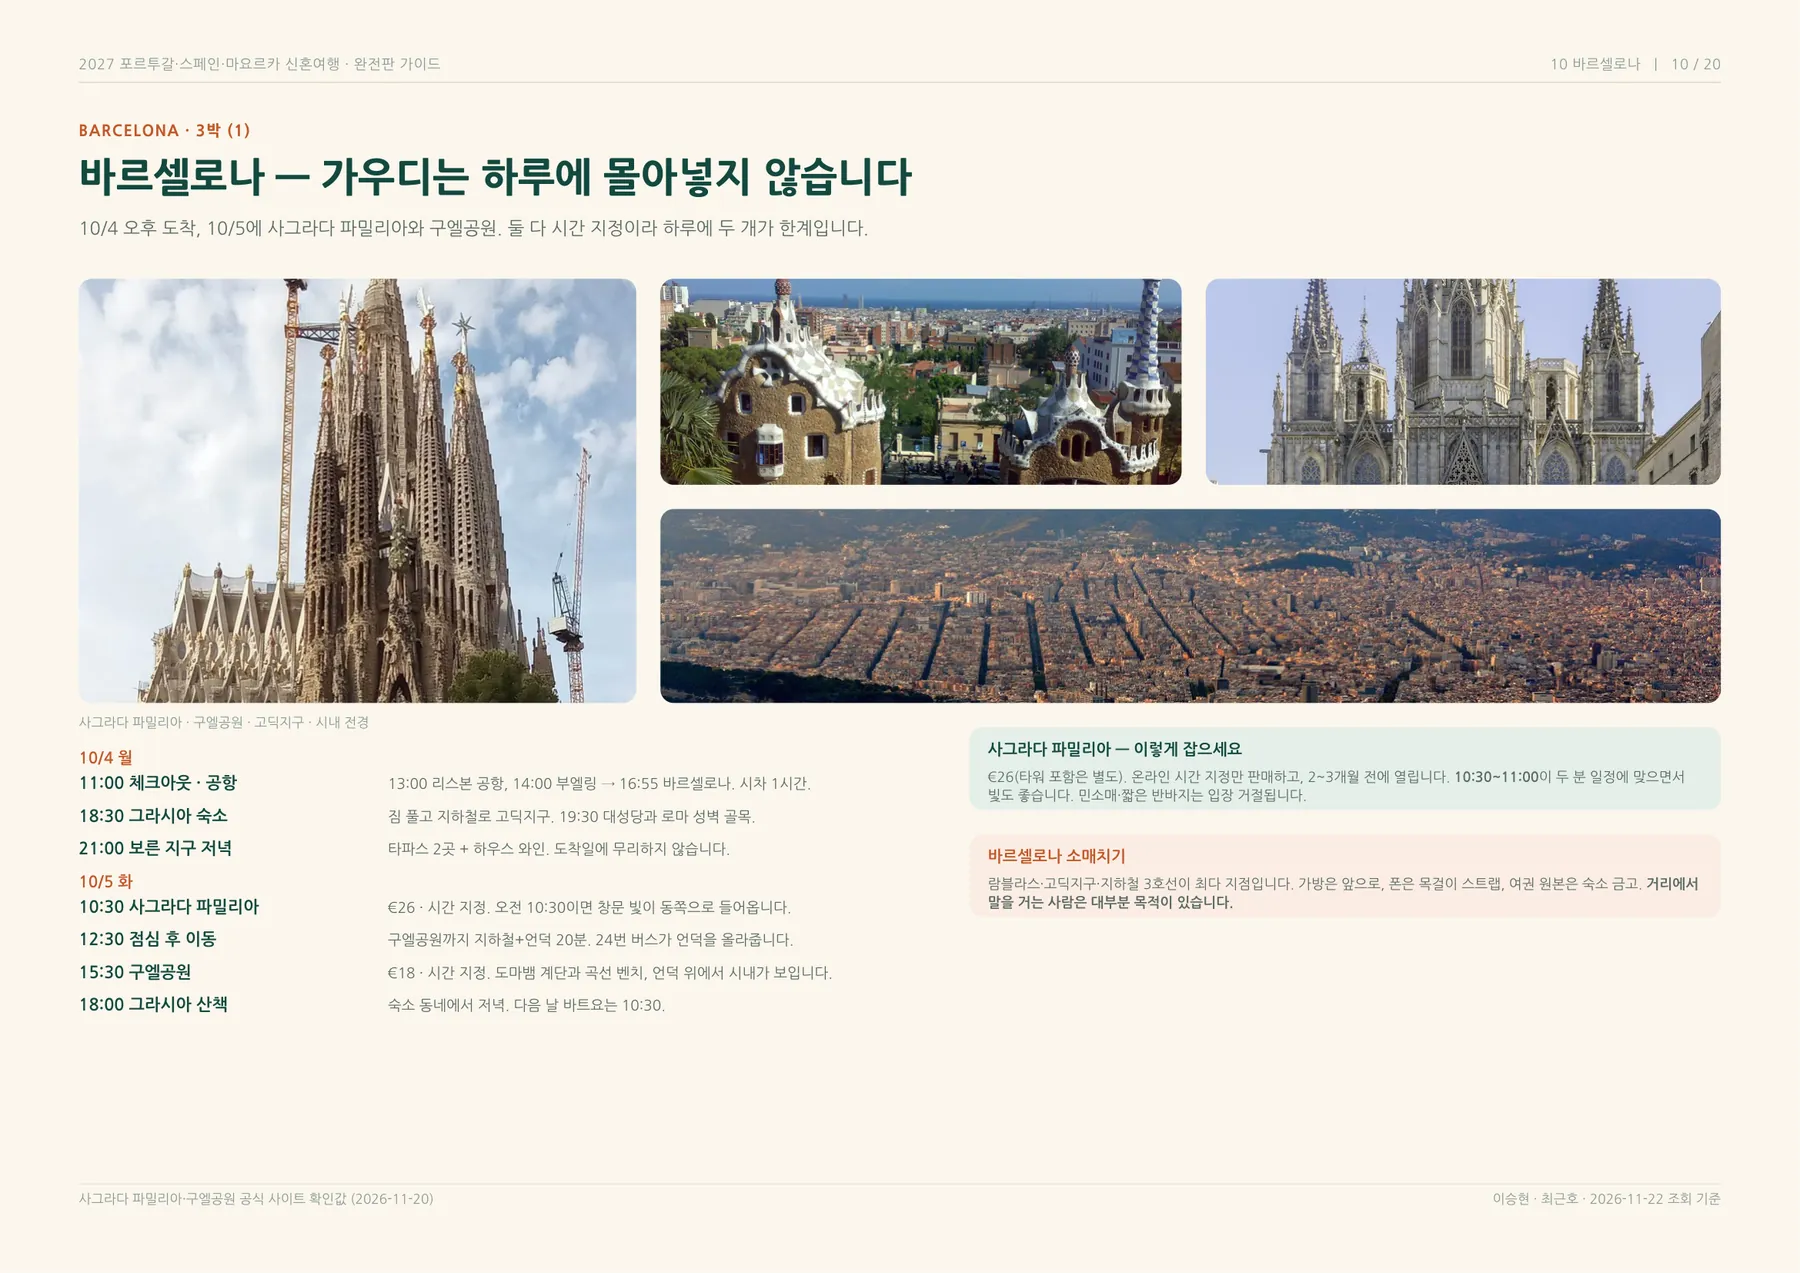 2027 포르투갈·스페인·마요르카 신혼여행 · 완전판 가이드
10 바르셀로나 | 10 / 20
BARCELONA · 3박 (1)
바르셀로나 — 가우디는 하루에 몰아넣지 않습니다
10/4 오후 도착, 10/5에 사그라다 파밀리아와 구엘공원. 둘 다 시간 지정이라 하루에 두 개가 한계입니다.
사그라다 파밀리아 · 구엘공원 · 고딕지구 · 시내 전경
10/4 월
11:00 체크아웃 · 공항
13:00 리스본 공항, 14:00 부엘링 → 16:55 바르셀로나. 시차 1시간.
18:30 그라시아 숙소
짐 풀고 지하철로 고딕지구. 19:30 대성당과 로마 성벽 골목.
21:00 보른 지구 저녁
타파스 2곳 + 하우스 와인. 도착일에 무리하지 않습니다.
10/5 화
10:30 사그라다 파밀리아
€26 · 시간 지정. 오전 10:30이면 창문 빛이 동쪽으로 들어옵니다.
12:30 점심 후 이동
구엘공원까지 지하철+언덕 20분. 24번 버스가 언덕을 올라줍니다.
15:30 구엘공원
€18 · 시간 지정. 도마뱀 계단과 곡선 벤치, 언덕 위에서 시내가 보입니다.
18:00 그라시아 산책
숙소 동네에서 저녁. 다음 날 바트요는 10:30.
사그라다 파밀리아 — 이렇게 잡으세요
€26(타워 포함은 별도). 온라인 시간 지정만 판매하고, 2~3개월 전에 열립니다. 10:30~11:00이 두 분 일정에 맞으면서
빛도 좋습니다. 민소매·짧은 반바지는 입장 거절됩니다.
바르셀로나 소매치기
람블라스·고딕지구·지하철 3호선이 최다 지점입니다. 가방은 앞으로, 폰은 목걸이 스트랩, 여권 원본은 숙소 금고. 거리에서
말을 거는 사람은 대부분 목적이 있습니다.
사그라다 파밀리아·구엘공원 공식 사이트 확인값 (2026-11-20)
이승현 · 최근호 · 2026-11-22 조회 기준